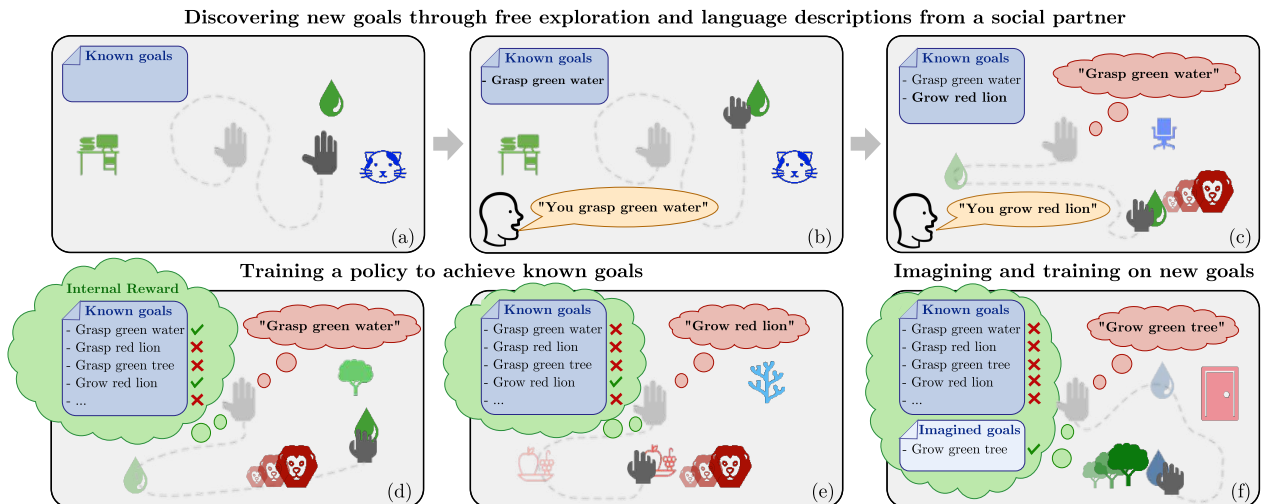 Discovering new goals through free exploration and language descriptions from a social partner
Known goals
(a)
Known goals
- Grasp green water
"You grasp green water"
(b)
Known goals
- Grasp green water
- Grow red lion
"Grasp green water"
"You grow red lion"
(c)
Training a policy to achieve known goals
Internal Reward
Known goals
- Grasp green water
- Grasp red lion
- Grasp green tree
- Grow red lion
- ...
"Grasp green water"
(d)
Known goals
- Grasp green water
- Grasp red lion
- Grasp green tree
- Grow red lion
- ...
"Grow red lion"
(e)
Imagining and training on new goals
Known goals
- Grasp green water
- Grasp red lion
- Grasp green tree
- Grow red lion
- ...
Imagined goals
- Grow green tree
"Grow green tree"
(f)